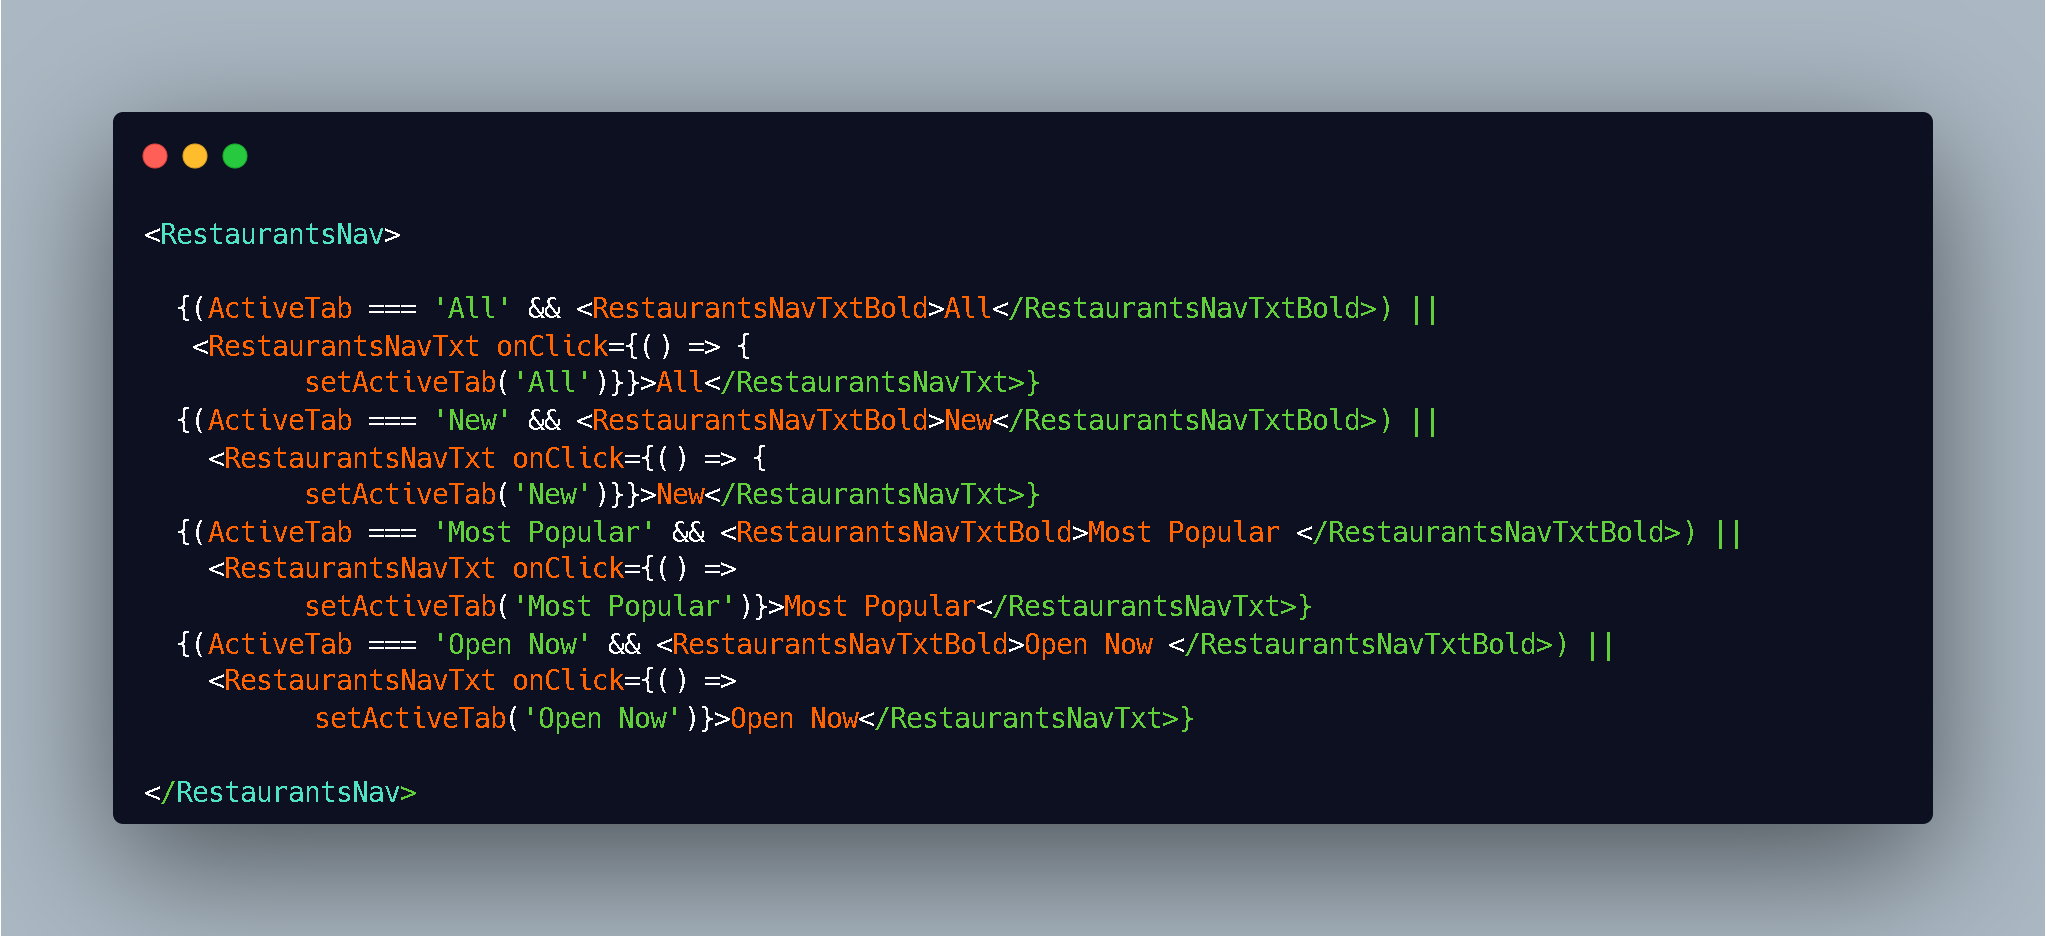 <RestaurantsNav>

  {(ActiveTab === 'All' && <RestaurantsNavTxtBold>All</RestaurantsNavTxtBold>) ||
   <RestaurantsNavTxt onClick={() => {
          setActiveTab('All')}}>All</RestaurantsNavTxt>}
  {(ActiveTab === 'New' && <RestaurantsNavTxtBold>New</RestaurantsNavTxtBold>) ||
    <RestaurantsNavTxt onClick={() => {
          setActiveTab('New')}}>New</RestaurantsNavTxt>}
  {(ActiveTab === 'Most Popular' && <RestaurantsNavTxtBold>Most Popular </RestaurantsNavTxtBold>) ||
    <RestaurantsNavTxt onClick={() =>
          setActiveTab('Most Popular')}>Most Popular</RestaurantsNavTxt>}
  {(ActiveTab === 'Open Now' && <RestaurantsNavTxtBold>Open Now </RestaurantsNavTxtBold>) ||
    <RestaurantsNavTxt onClick={() =>
          setActiveTab('Open Now')}>Open Now</RestaurantsNavTxt>}

</RestaurantsNav>